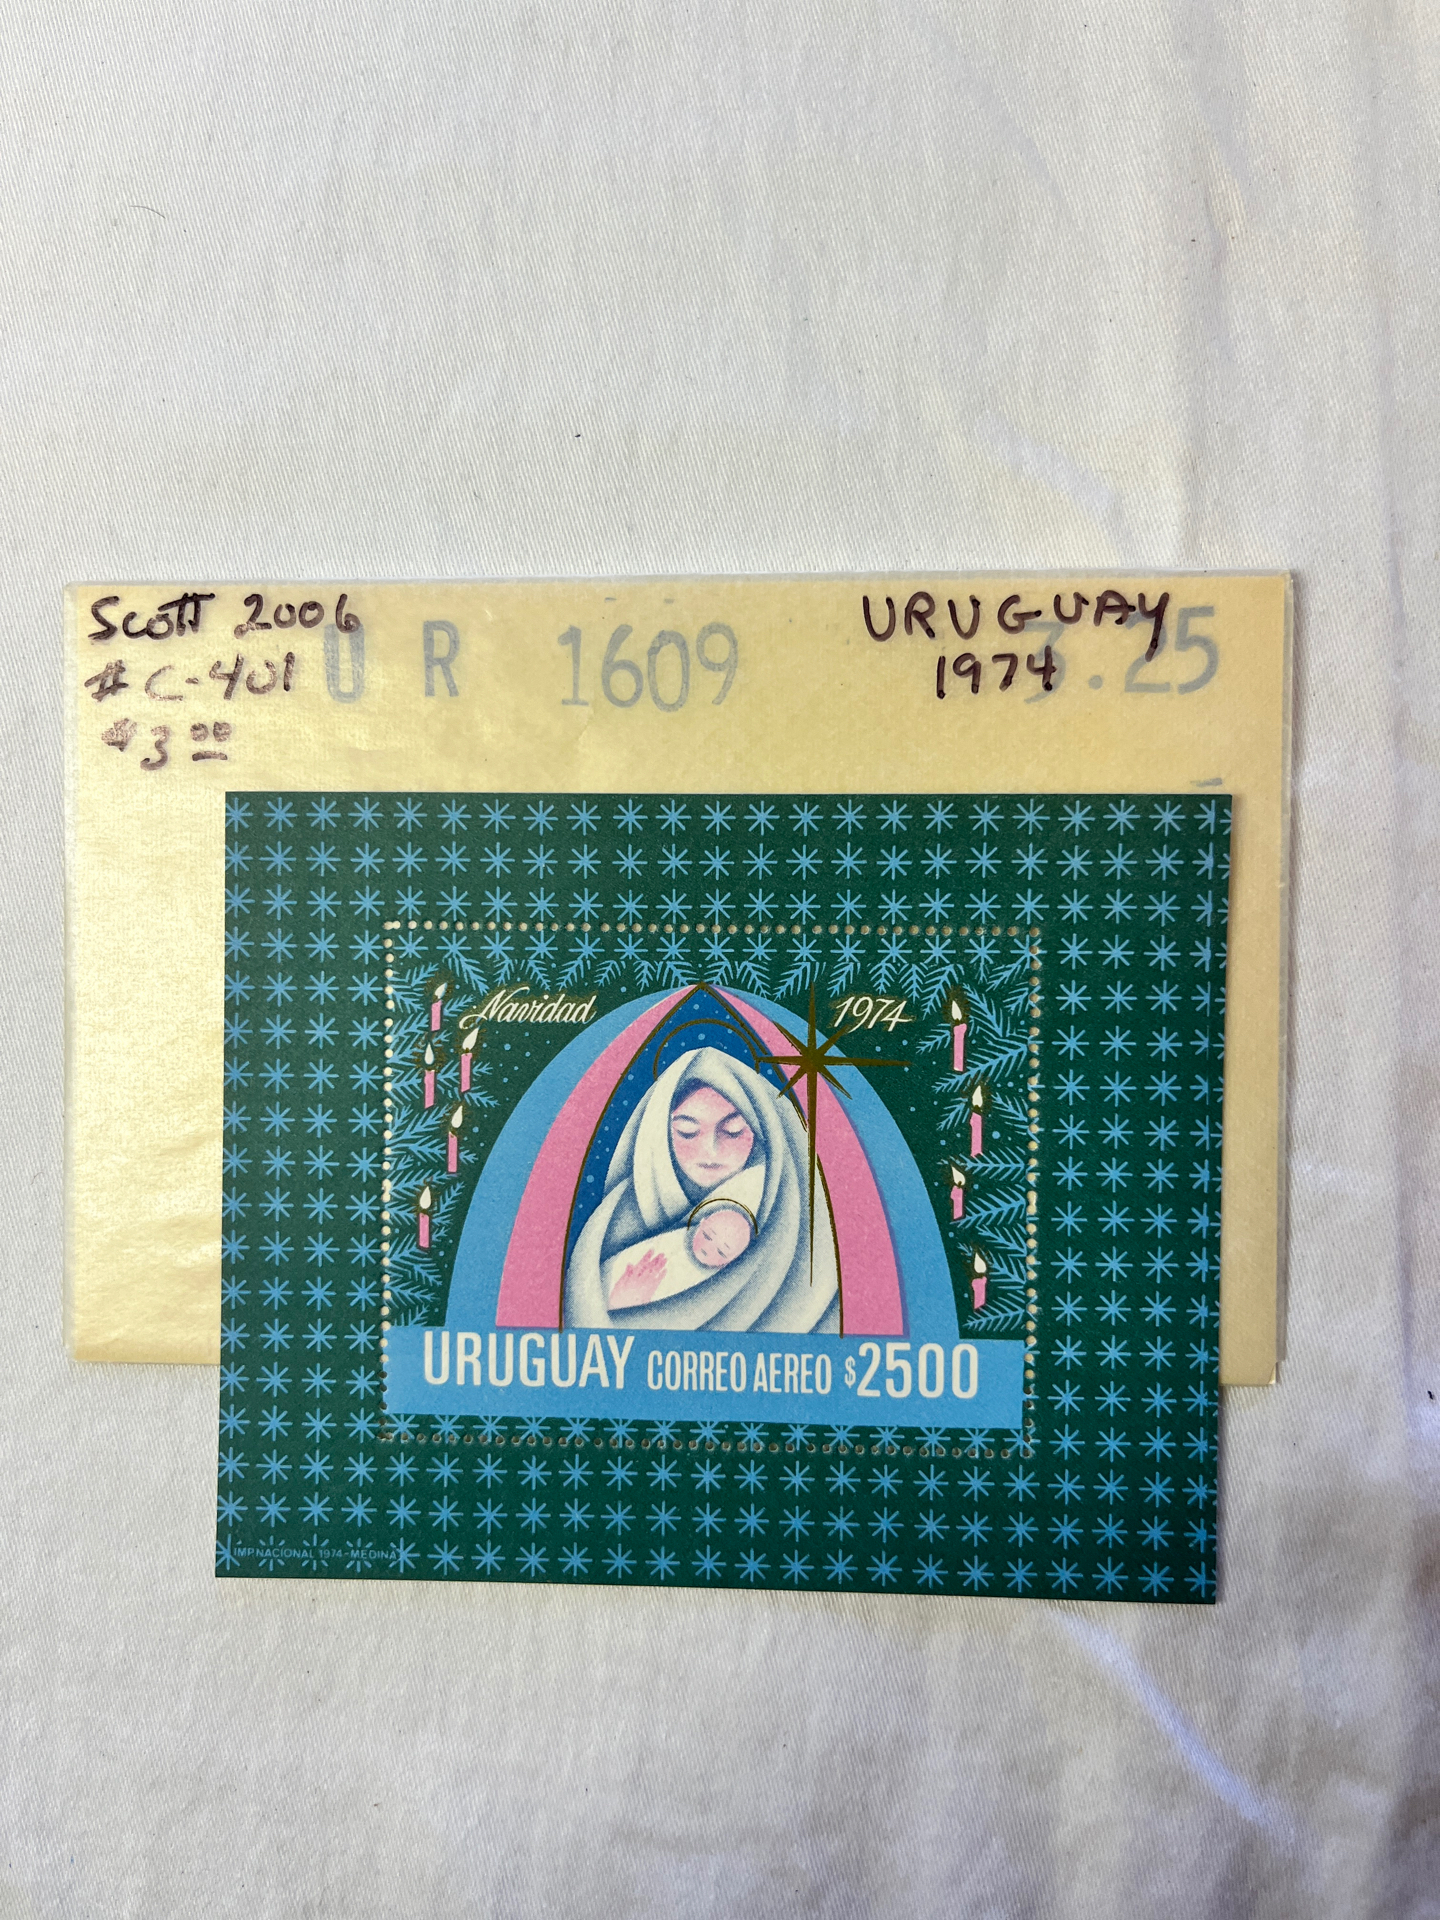 Scott 2006
# C-401
$3.00
U R 1609
3.25
URUGUAY
1974
Navidad
1974
URUGUAY CORREO AEREO $2500
IMP.NACIONAL 1974-MEDINA